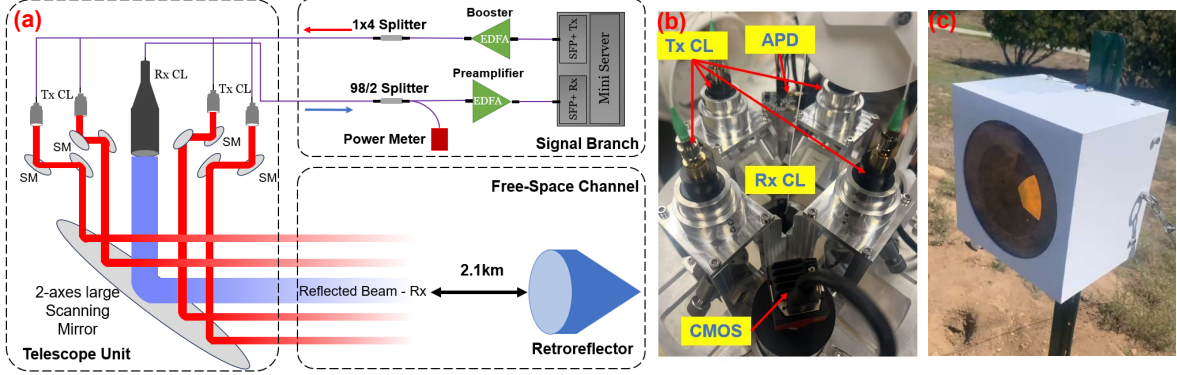 (a)
Rx CL
Tx CL
Tx CL
SM
SM
SM
SM
2-axes large
Scanning
Mirror
Telescope Unit
1x4 Splitter
Booster
EDFA
SFP+ Tx
98/2 Splitter
Preamplifier
EDFA
SFP+ Rx
Mini Server
Power Meter
Signal Branch
Free-Space Channel
2.1km
Reflected Beam - Rx
Retroreflector
(b)
Tx CL
APD
Rx CL
CMOS
(c)